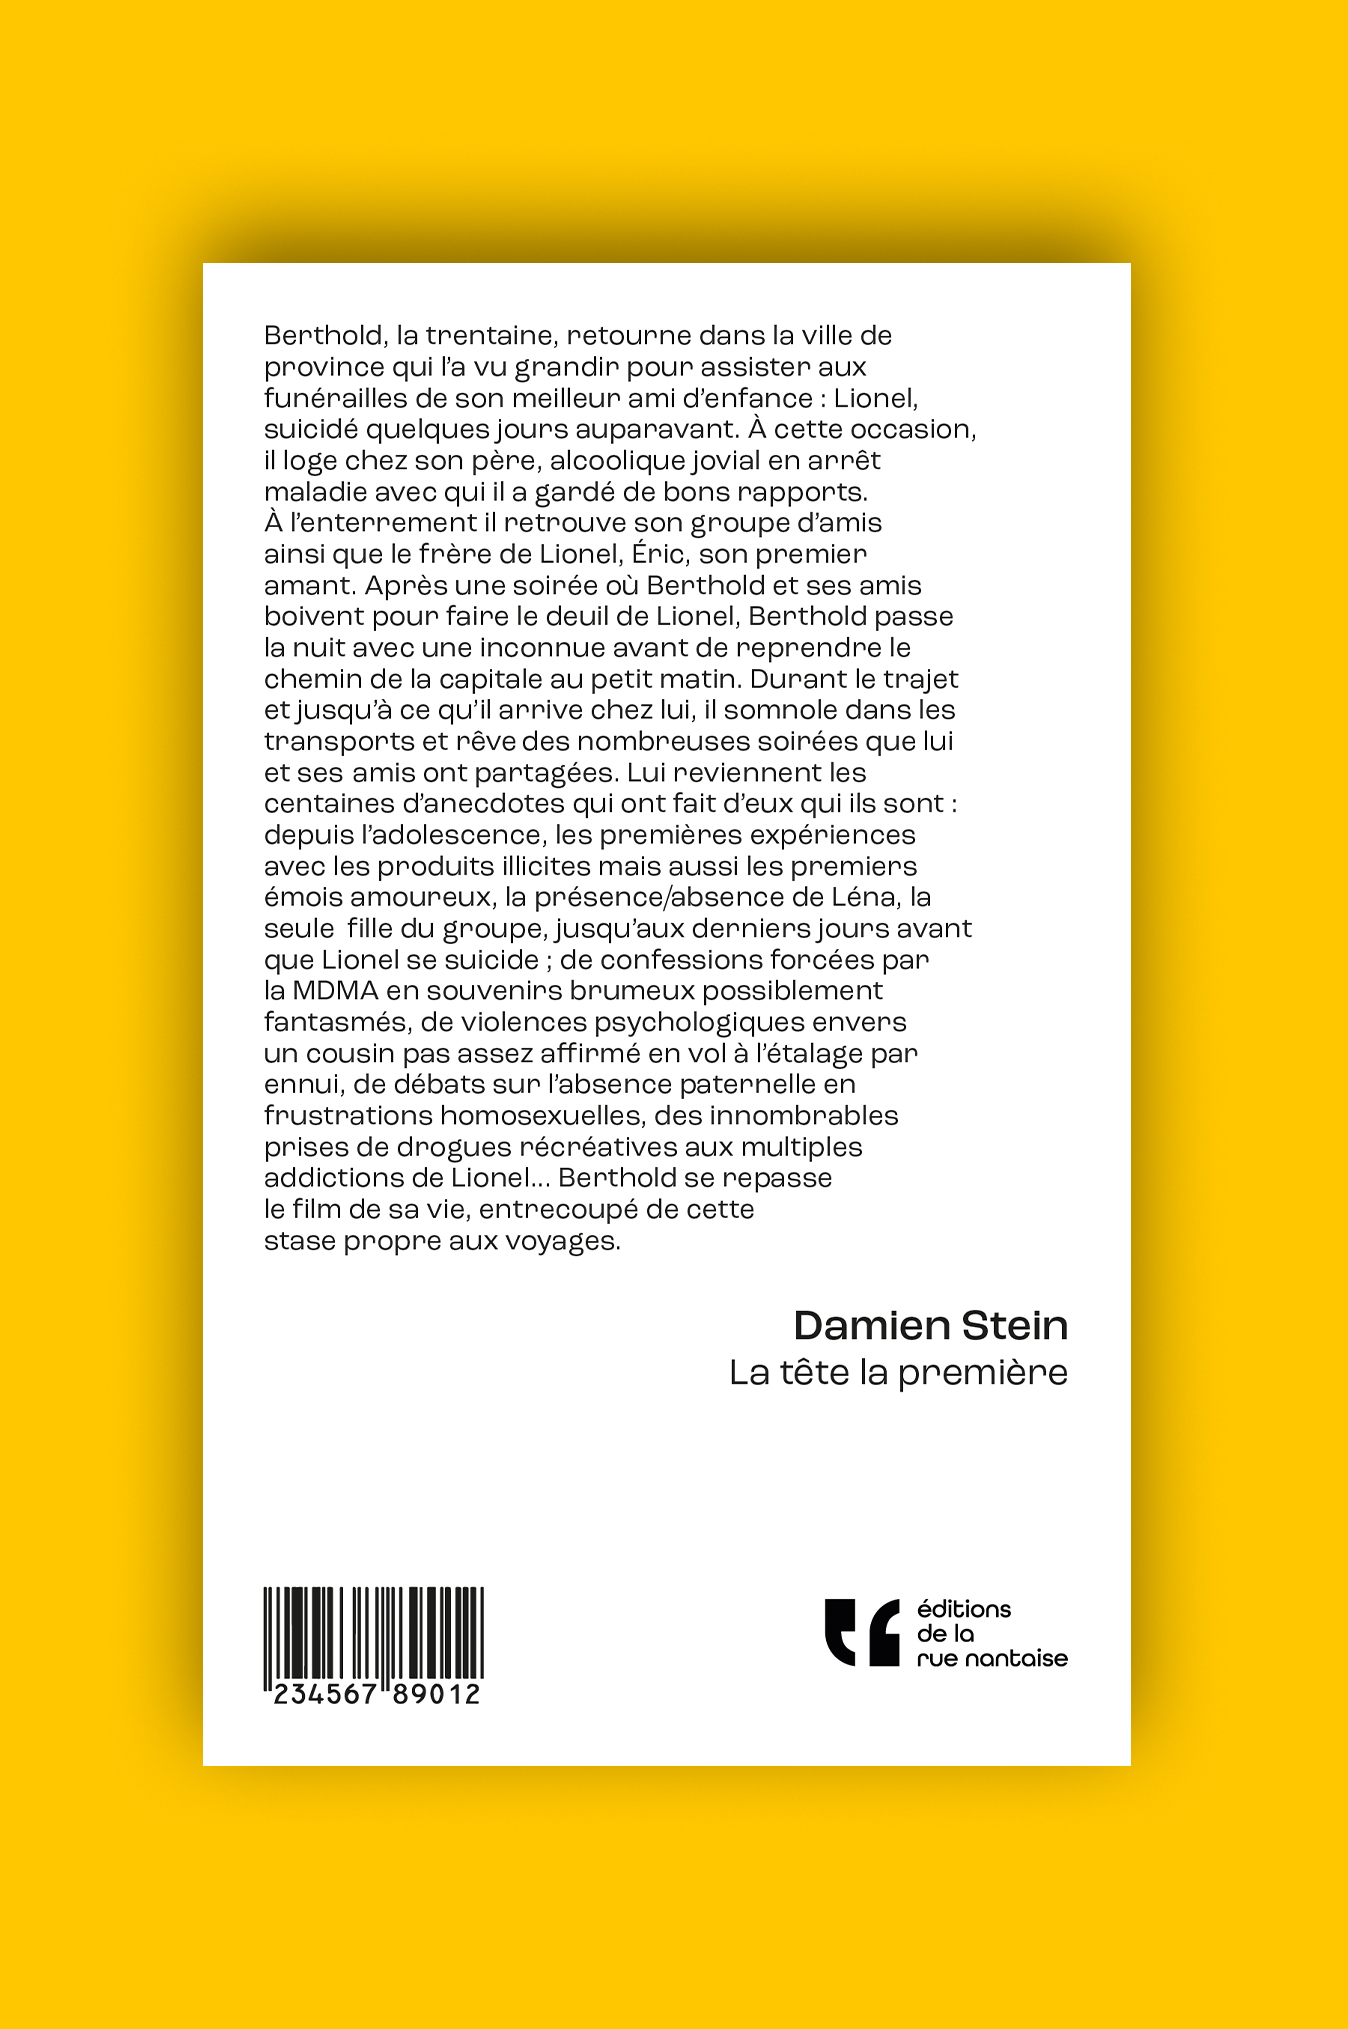 Berthold, la trentaine, retourne dans la ville de
province qui l’a vu grandir pour assister aux
funérailles de son meilleur ami d’enfance : Lionel,
suicidé quelques jours auparavant. À cette occasion,
il loge chez son père, alcoolique jovial en arrêt
maladie avec qui il a gardé de bons rapports.
À l’enterrement il retrouve son groupe d’amis
ainsi que le frère de Lionel, Éric, son premier
amant. Après une soirée où Berthold et ses amis
boivent pour faire le deuil de Lionel, Berthold passe
la nuit avec une inconnue avant de reprendre le
chemin de la capitale au petit matin. Durant le trajet
et jusqu’à ce qu’il arrive chez lui, il somnole dans les
transports et rêve des nombreuses soirées que lui
et ses amis ont partagées. Lui reviennent les
centaines d’anecdotes qui ont fait d’eux qui ils sont :
depuis l’adolescence, les premières expériences
avec les produits illicites mais aussi les premiers
émois amoureux, la présence/absence de Léna, la
seule  fille du groupe, jusqu’aux derniers jours avant
que Lionel se suicide ; de confessions forcées par
la MDMA en souvenirs brumeux possiblement
fantasmés, de violences psychologiques envers
un cousin pas assez affirmé en vol à l’étalage par
ennui, de débats sur l’absence paternelle en
frustrations homosexuelles, des innombrables
prises de drogues récréatives aux multiples
addictions de Lionel... Berthold se repasse
le film de sa vie, entrecoupé de cette
stase propre aux voyages.
Damien Stein
La tête la première
234567 89012
éditions
de la
rue nantaise